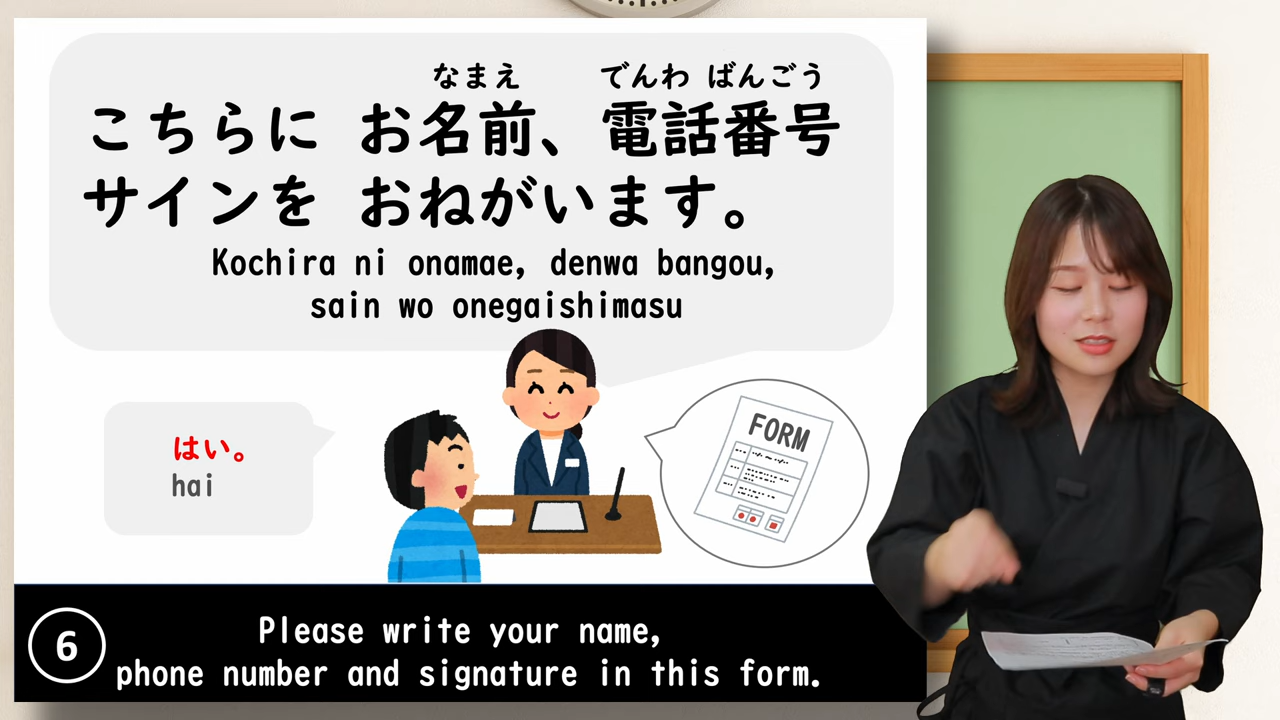 なまえ でんわ ばんごう
こちらに お名前、電話番号
サインを おねがいます。
Kochira ni onamae, denwa bangou,
sain wo onegaishimasu
はい。
hai
FORM
6
Please write your name,
phone number and signature in this form.